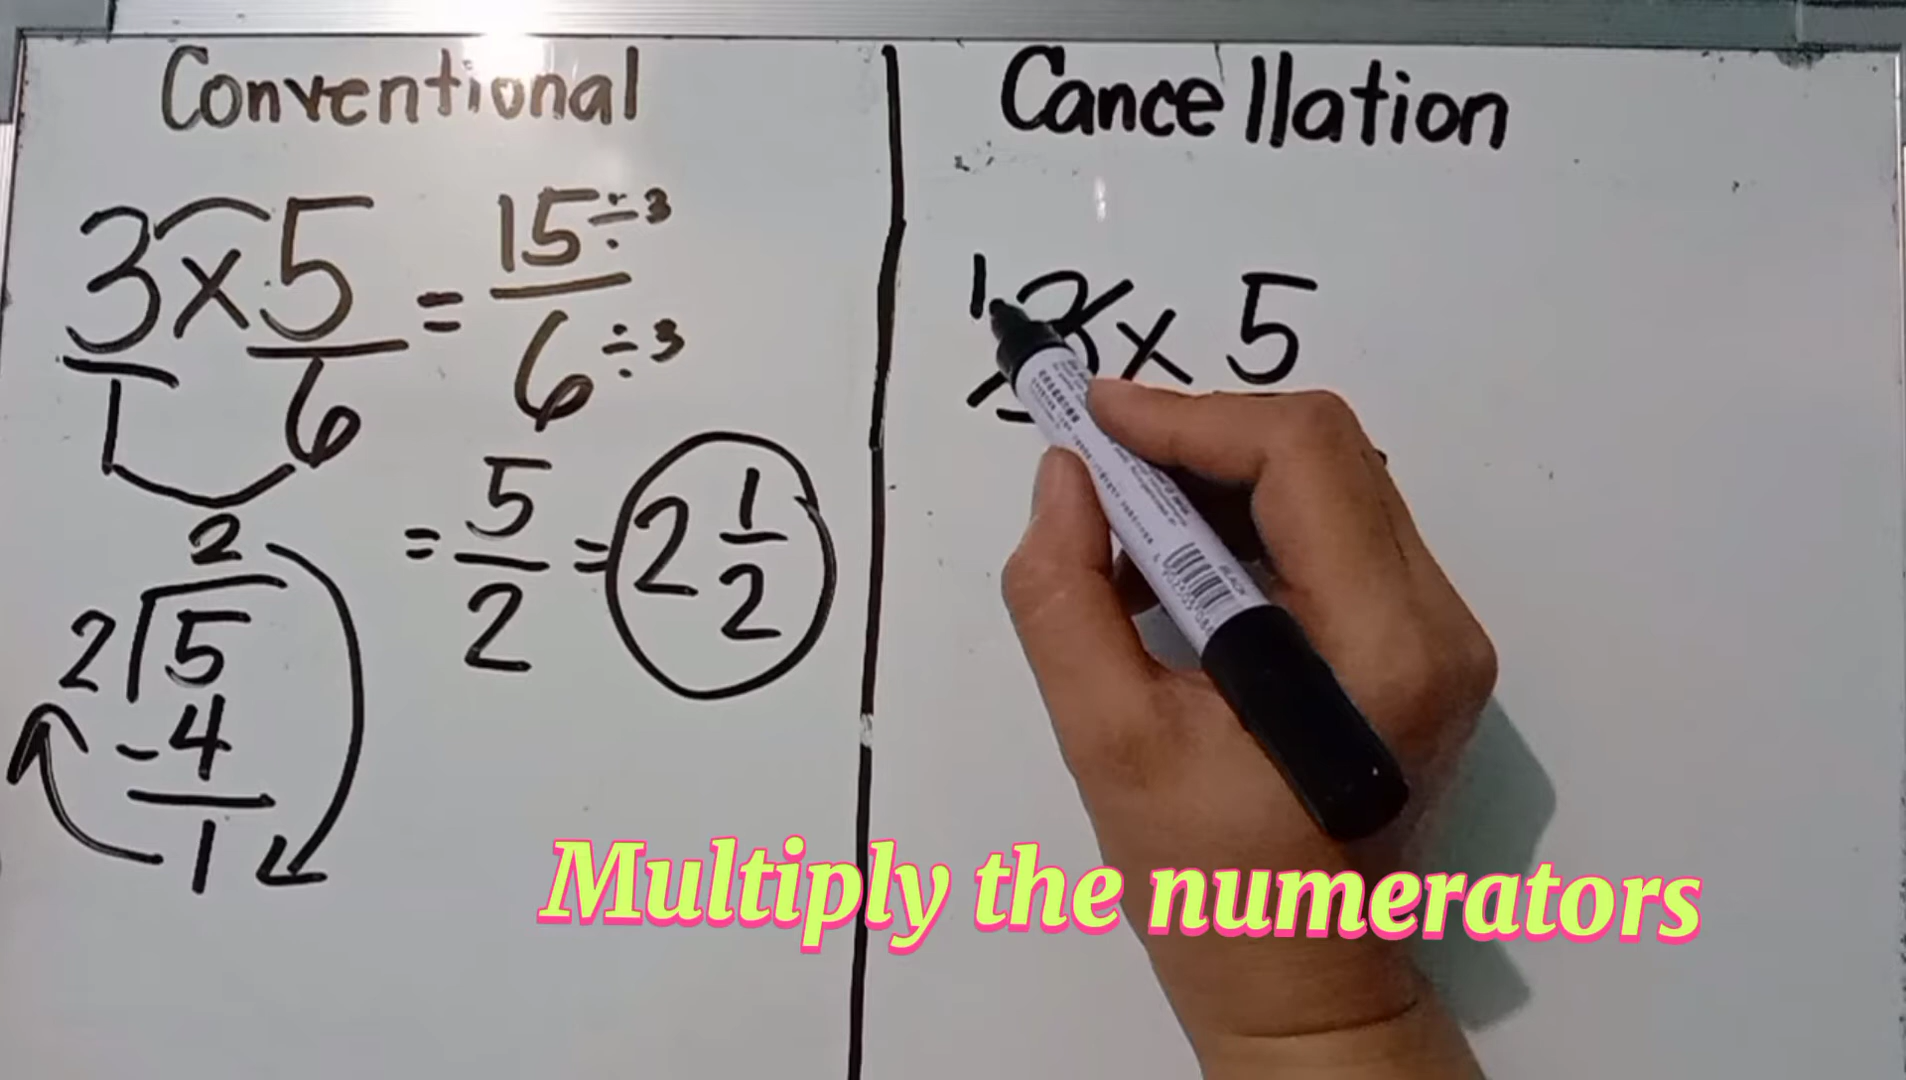 Conventional
3 x 5 = 15 ÷3
1 6 6 ÷3
= 5/2 = 2 1/2
2
2 5
- 4
1
Cancellation
1 3 x 5
BLACK
Multiply the numerators